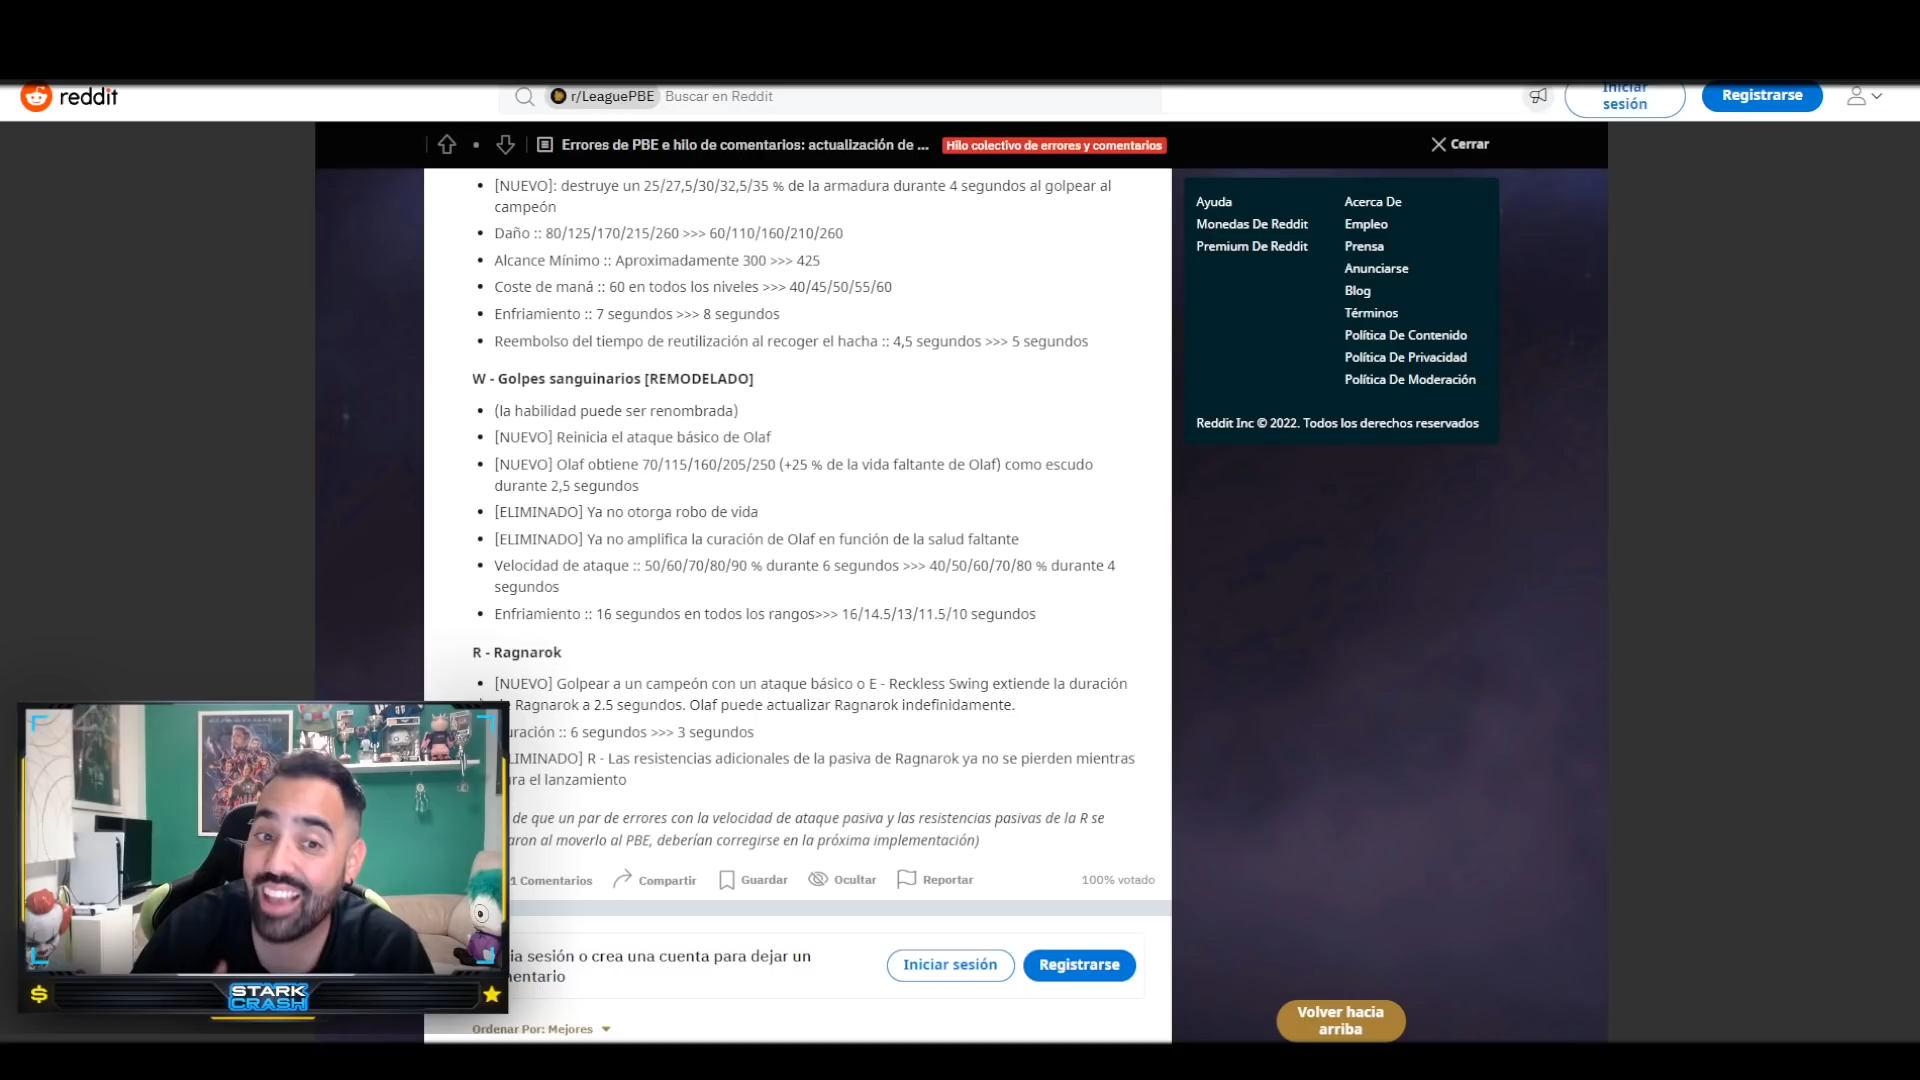 reddit
r/LeaguePBE Buscar en Reddit
Iniciar
sesión
Registrarse
Errores de PBE e hilo de comentarios: actualización de ...
Hilo colectivo de errores y comentarios
Cerrar
[NUEVO]: destruye un 25/27,5/30/32,5/35 % de la armadura durante 4 segundos al golpear al
campeón
Daño :: 80/125/170/215/260 >>> 60/110/160/210/260
Alcance Mínimo :: Aproximadamente 300 >>> 425
Coste de maná :: 60 en todos los niveles >>> 40/45/50/55/60
Enfriamiento :: 7 segundos >>> 8 segundos
Reembolso del tiempo de reutilización al recoger el hacha :: 4,5 segundos >>> 5 segundos
W - Golpes sanguinarios [REMODELADO]
(la habilidad puede ser renombrada)
[NUEVO] Reinicia el ataque básico de Olaf
[NUEVO] Olaf obtiene 70/115/160/205/250 (+25 % de la vida faltante de Olaf) como escudo
durante 2,5 segundos
[ELIMINADO] Ya no otorga robo de vida
[ELIMINADO] Ya no amplifica la curación de Olaf en función de la salud faltante
Velocidad de ataque :: 50/60/70/80/90 % durante 6 segundos >>> 40/50/60/70/80 % durante 4
segundos
Enfriamiento :: 16 segundos en todos los rangos>>> 16/14.5/13/11.5/10 segundos
R - Ragnarok
[NUEVO] Golpear a un campeón con un ataque básico o E - Reckless Swing extiende la duración
Ragnarok a 2.5 segundos. Olaf puede actualizar Ragnarok indefinidamente.
uración :: 6 segundos >>> 3 segundos
LIMINADO] R - Las resistencias adicionales de la pasiva de Ragnarok ya no se pierden mientras
ra el lanzamiento
de que un par de errores con la velocidad de ataque pasiva y las resistencias pasivas de la R se
aron al moverlo al PBE, deberían corregirse en la próxima implementación)
1 Comentarios
Compartir
Guardar
Ocultar
Reportar
100% votado
ia sesión o crea una cuenta para dejar un
mentario
Iniciar sesión
Registrarse
Ordenar Por: Mejores
Ayuda
Monedas De Reddit
Premium De Reddit
Acerca De
Empleo
Prensa
Anunciarse
Blog
Términos
Política De Contenido
Política De Privacidad
Política De Moderación
Reddit Inc © 2022. Todos los derechos reservados
Volver hacia
arriba
$
STARK
CRASH